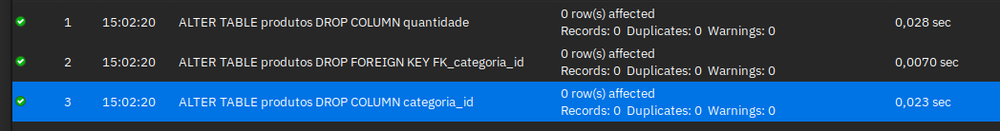 1 15:02:20 ALTER TABLE produtos DROP COLUMN quantidade 0 row(s) affected 0,028 sec
Records: 0 Duplicates: 0 Warnings: 0
2 15:02:20 ALTER TABLE produtos DROP FOREIGN KEY FK_categoria_id 0 row(s) affected 0,0070 sec
Records: 0 Duplicates: 0 Warnings: 0
3 15:02:20 ALTER TABLE produtos DROP COLUMN categoria_id 0 row(s) affected 0,023 sec
Records: 0 Duplicates: 0 Warnings: 0